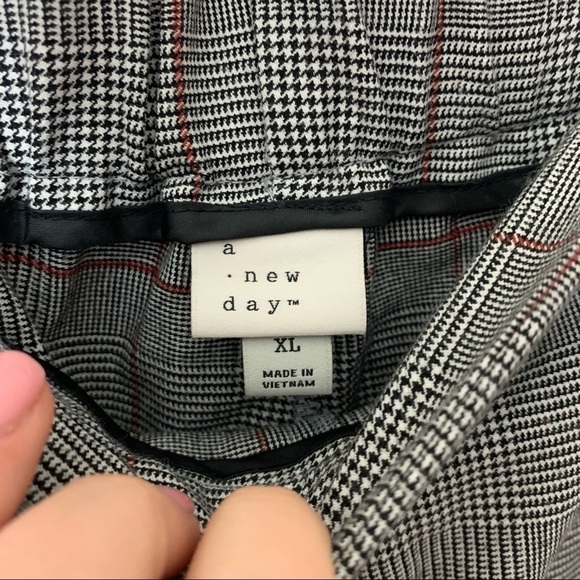 a
· new
day™
XL
MADE IN
VIETNAM